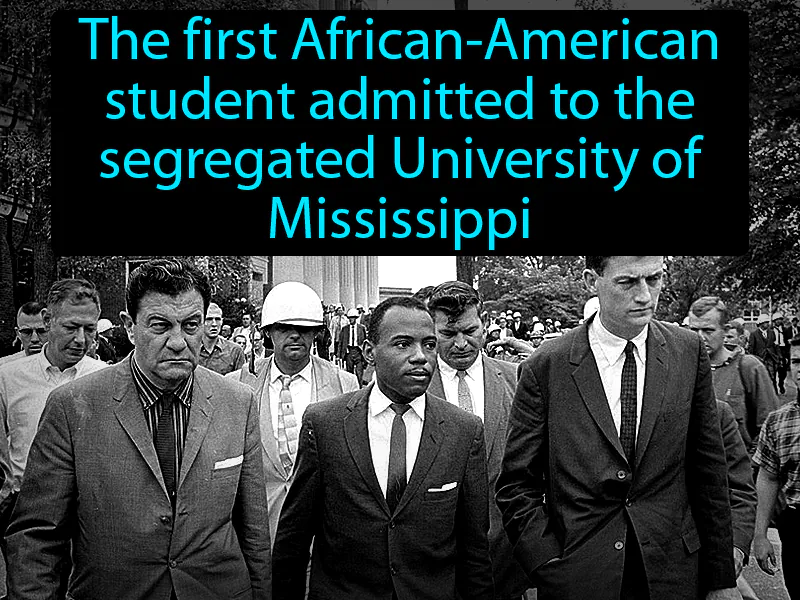 The first African-American
student admitted to the
segregated University of
Mississippi